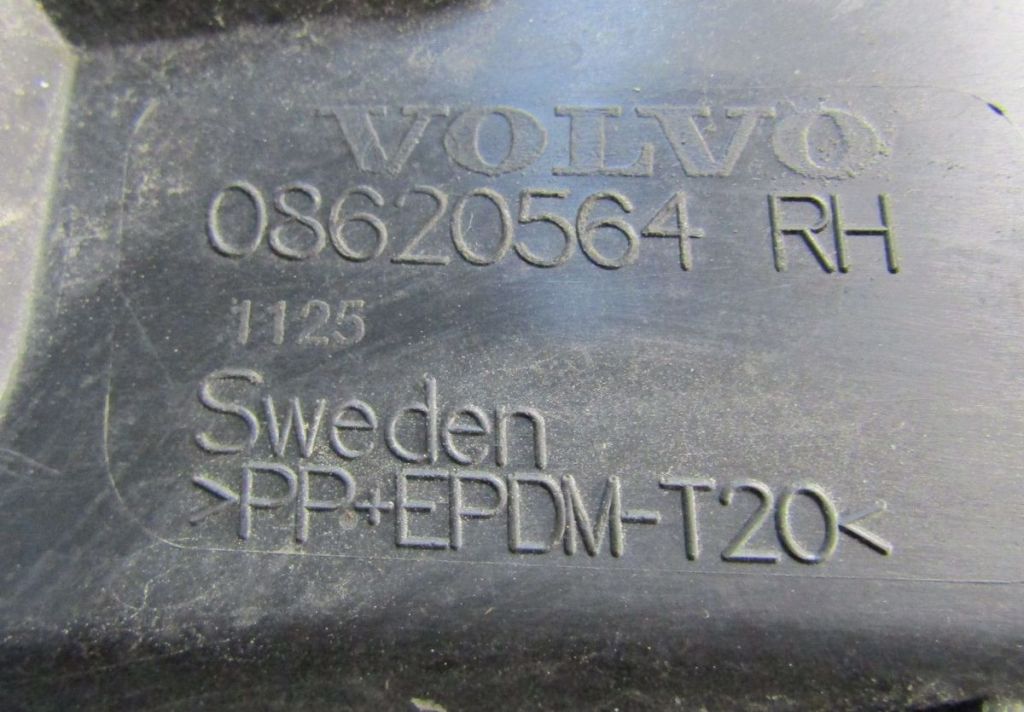 VOLVO
08620564 RH
1125
Sweden
>PP+EPDM-T20<